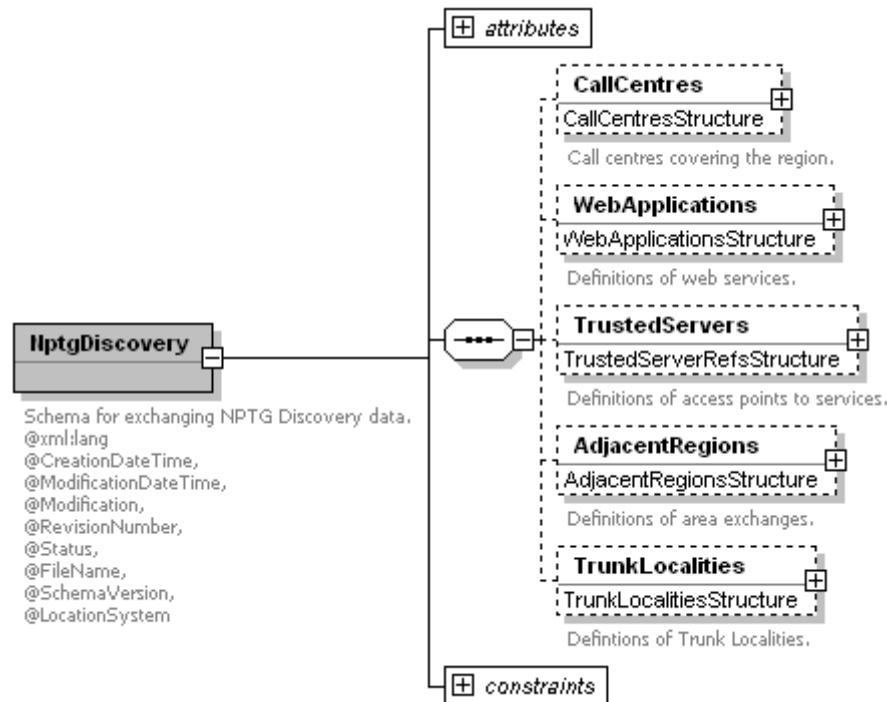 attributes
CallCentres
CallCentresStructure
Call centres covering the region.
WebApplications
WebApplicationsStructure
Definitions of web services.
NptgDiscovery
Schema for exchanging NPTG Discovery data.
@xml:lang
@CreationDateTime,
@ModificationDateTime,
@Modification,
@RevisionNumber,
@Status,
@FileName,
@SchemaVersion,
@LocationSystem
TrustedServers
TrustedServerRefsStructure
Definitions of access points to services.
AdjacentRegions
AdjacentRegionsStructure
Definitions of area exchanges.
TrunkLocalities
TrunkLocalitiesStructure
Defintions of Trunk Localities.
constraints